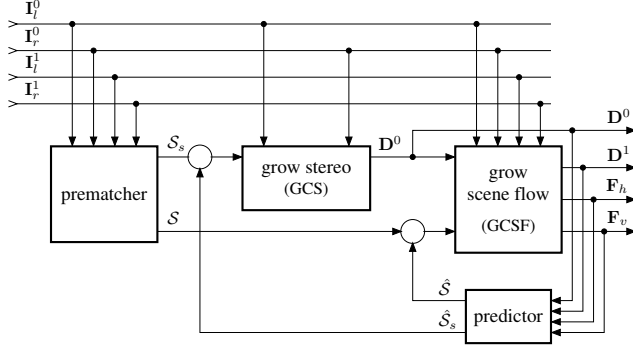 I_l^0
I_r^0
I_l^1
I_r^1
D^0
S_s
D^0
grow stereo
(GCS)
grow
scene flow
(GCSF)
D^1
prematcher
F_h
S
F_v
Ŝ
Ŝ_s
predictor